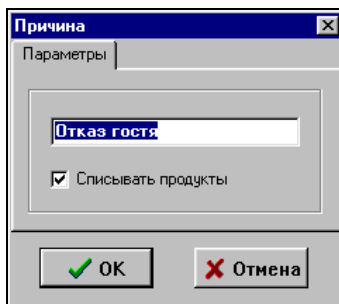 Причина
Параметры
Отказ гостя
Списывать продукты
OK
Отмена